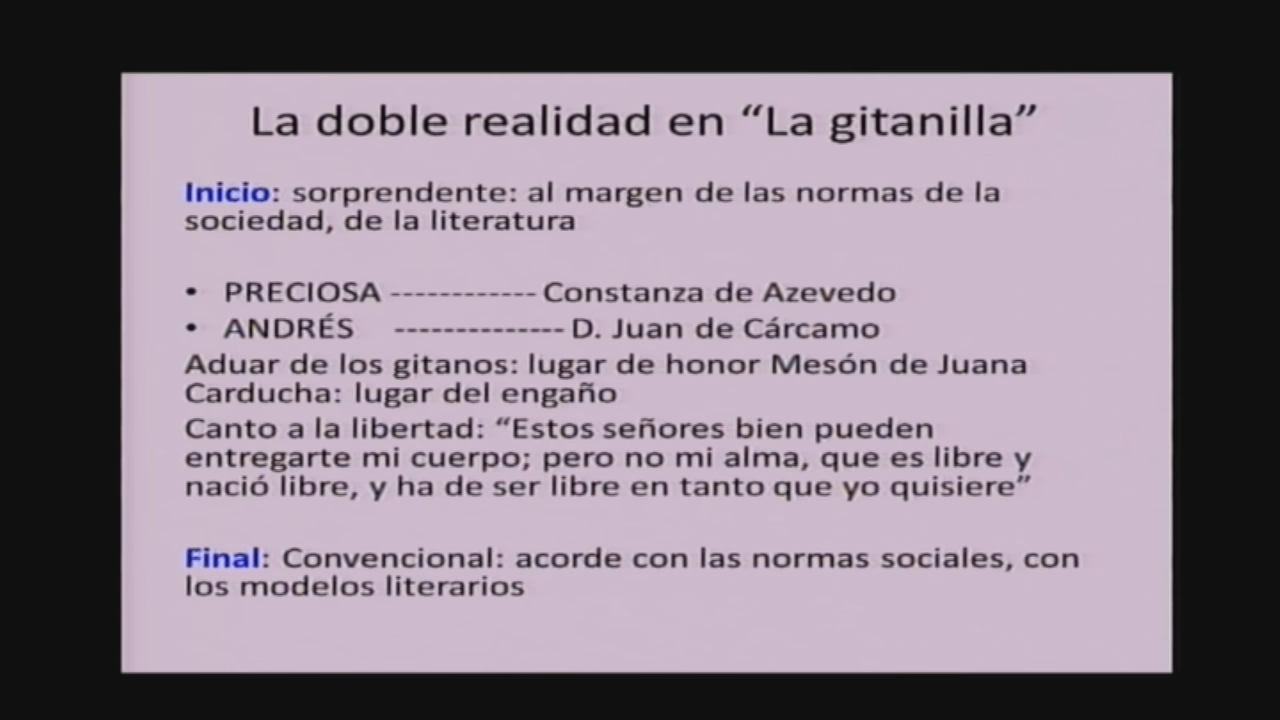 La doble realidad en “La gitanilla”
Inicio: sorprendente: al margen de las normas de la
sociedad, de la literatura
• PRECIOSA ------------ Constanza de Azevedo
• ANDRÉS -------------- D. Juan de Cárcamo
Aduar de los gitanos: lugar de honor Mesón de Juana
Carducha: lugar del engaño
Canto a la libertad: “Estos señores bien pueden
entregarte mi cuerpo; pero no mi alma, que es libre y
nació libre, y ha de ser libre en tanto que yo quisiere”
Final: Convencional: acorde con las normas sociales, con
los modelos literarios